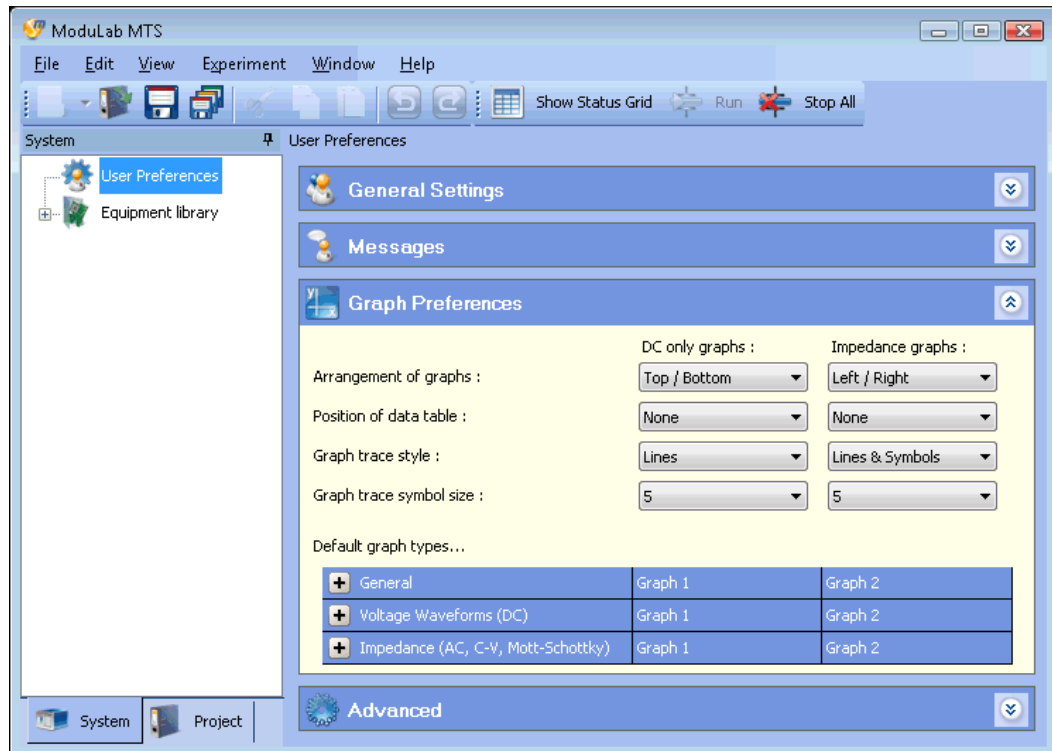 ModuLab MTS
File Edit View Experiment Window Help
Show Status Grid Run Stop All
System User Preferences
User Preferences
Equipment library
General Settings
Messages
Graph Preferences
DC only graphs : Impedance graphs :
Arrangement of graphs : Top / Bottom Left / Right
Position of data table : None None
Graph trace style : Lines Lines & Symbols
Graph trace symbol size : 5 5
Default graph types...
General Graph 1 Graph 2
Voltage Waveforms (DC) Graph 1 Graph 2
Impedance (AC, C-V, Mott-Schottky) Graph 1 Graph 2
Advanced
System Project